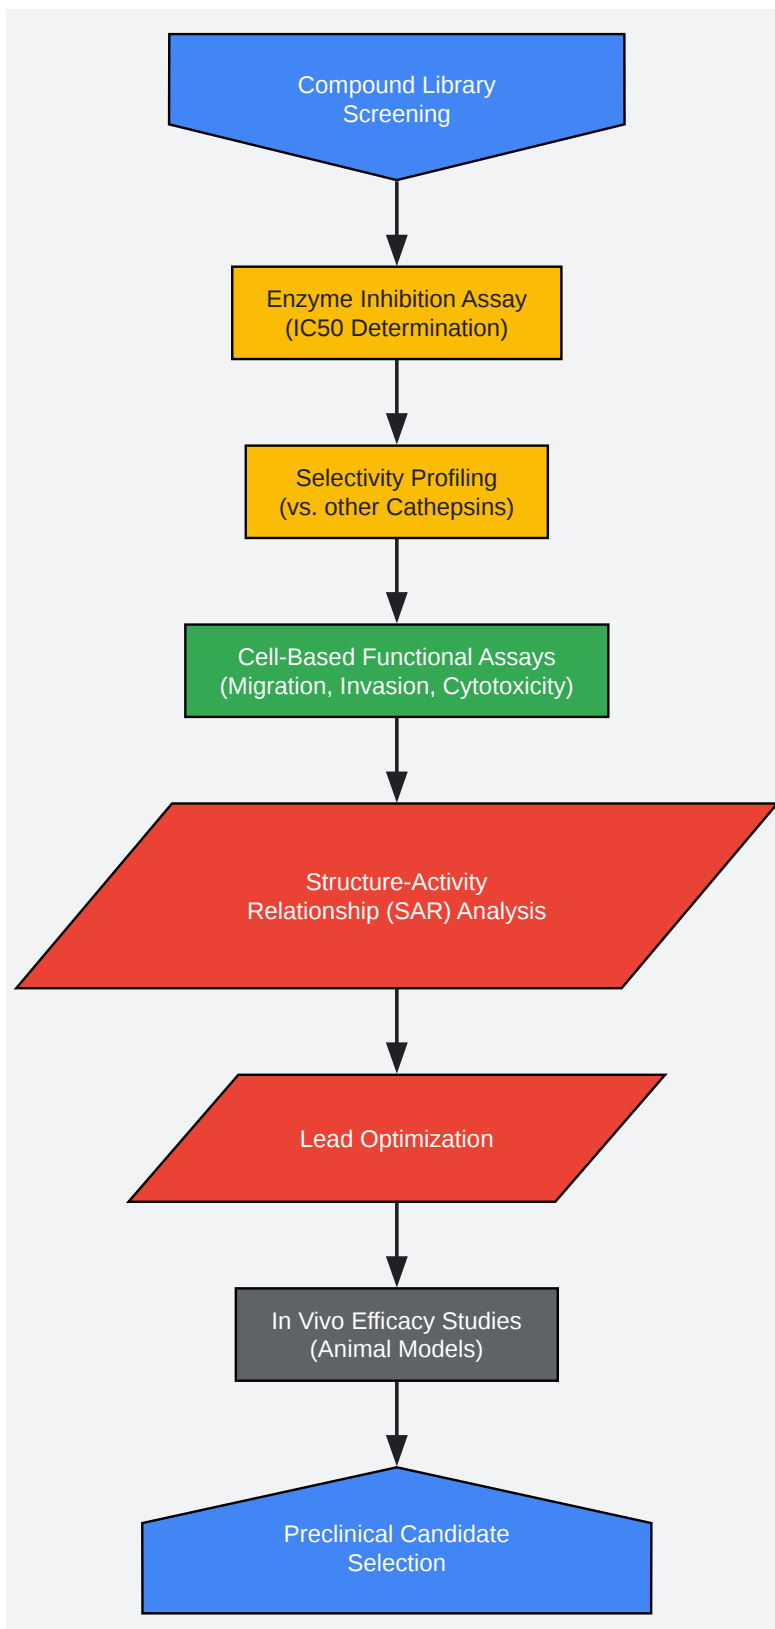 Compound Library
Screening
Enzyme Inhibition Assay
(IC50 Determination)
Selectivity Profiling
(vs. other Cathepsins)
Cell-Based Functional Assays
(Migration, Invasion, Cytotoxicity)
Structure-Activity
Relationship (SAR) Analysis
Lead Optimization
In Vivo Efficacy Studies
(Animal Models)
Preclinical Candidate
Selection